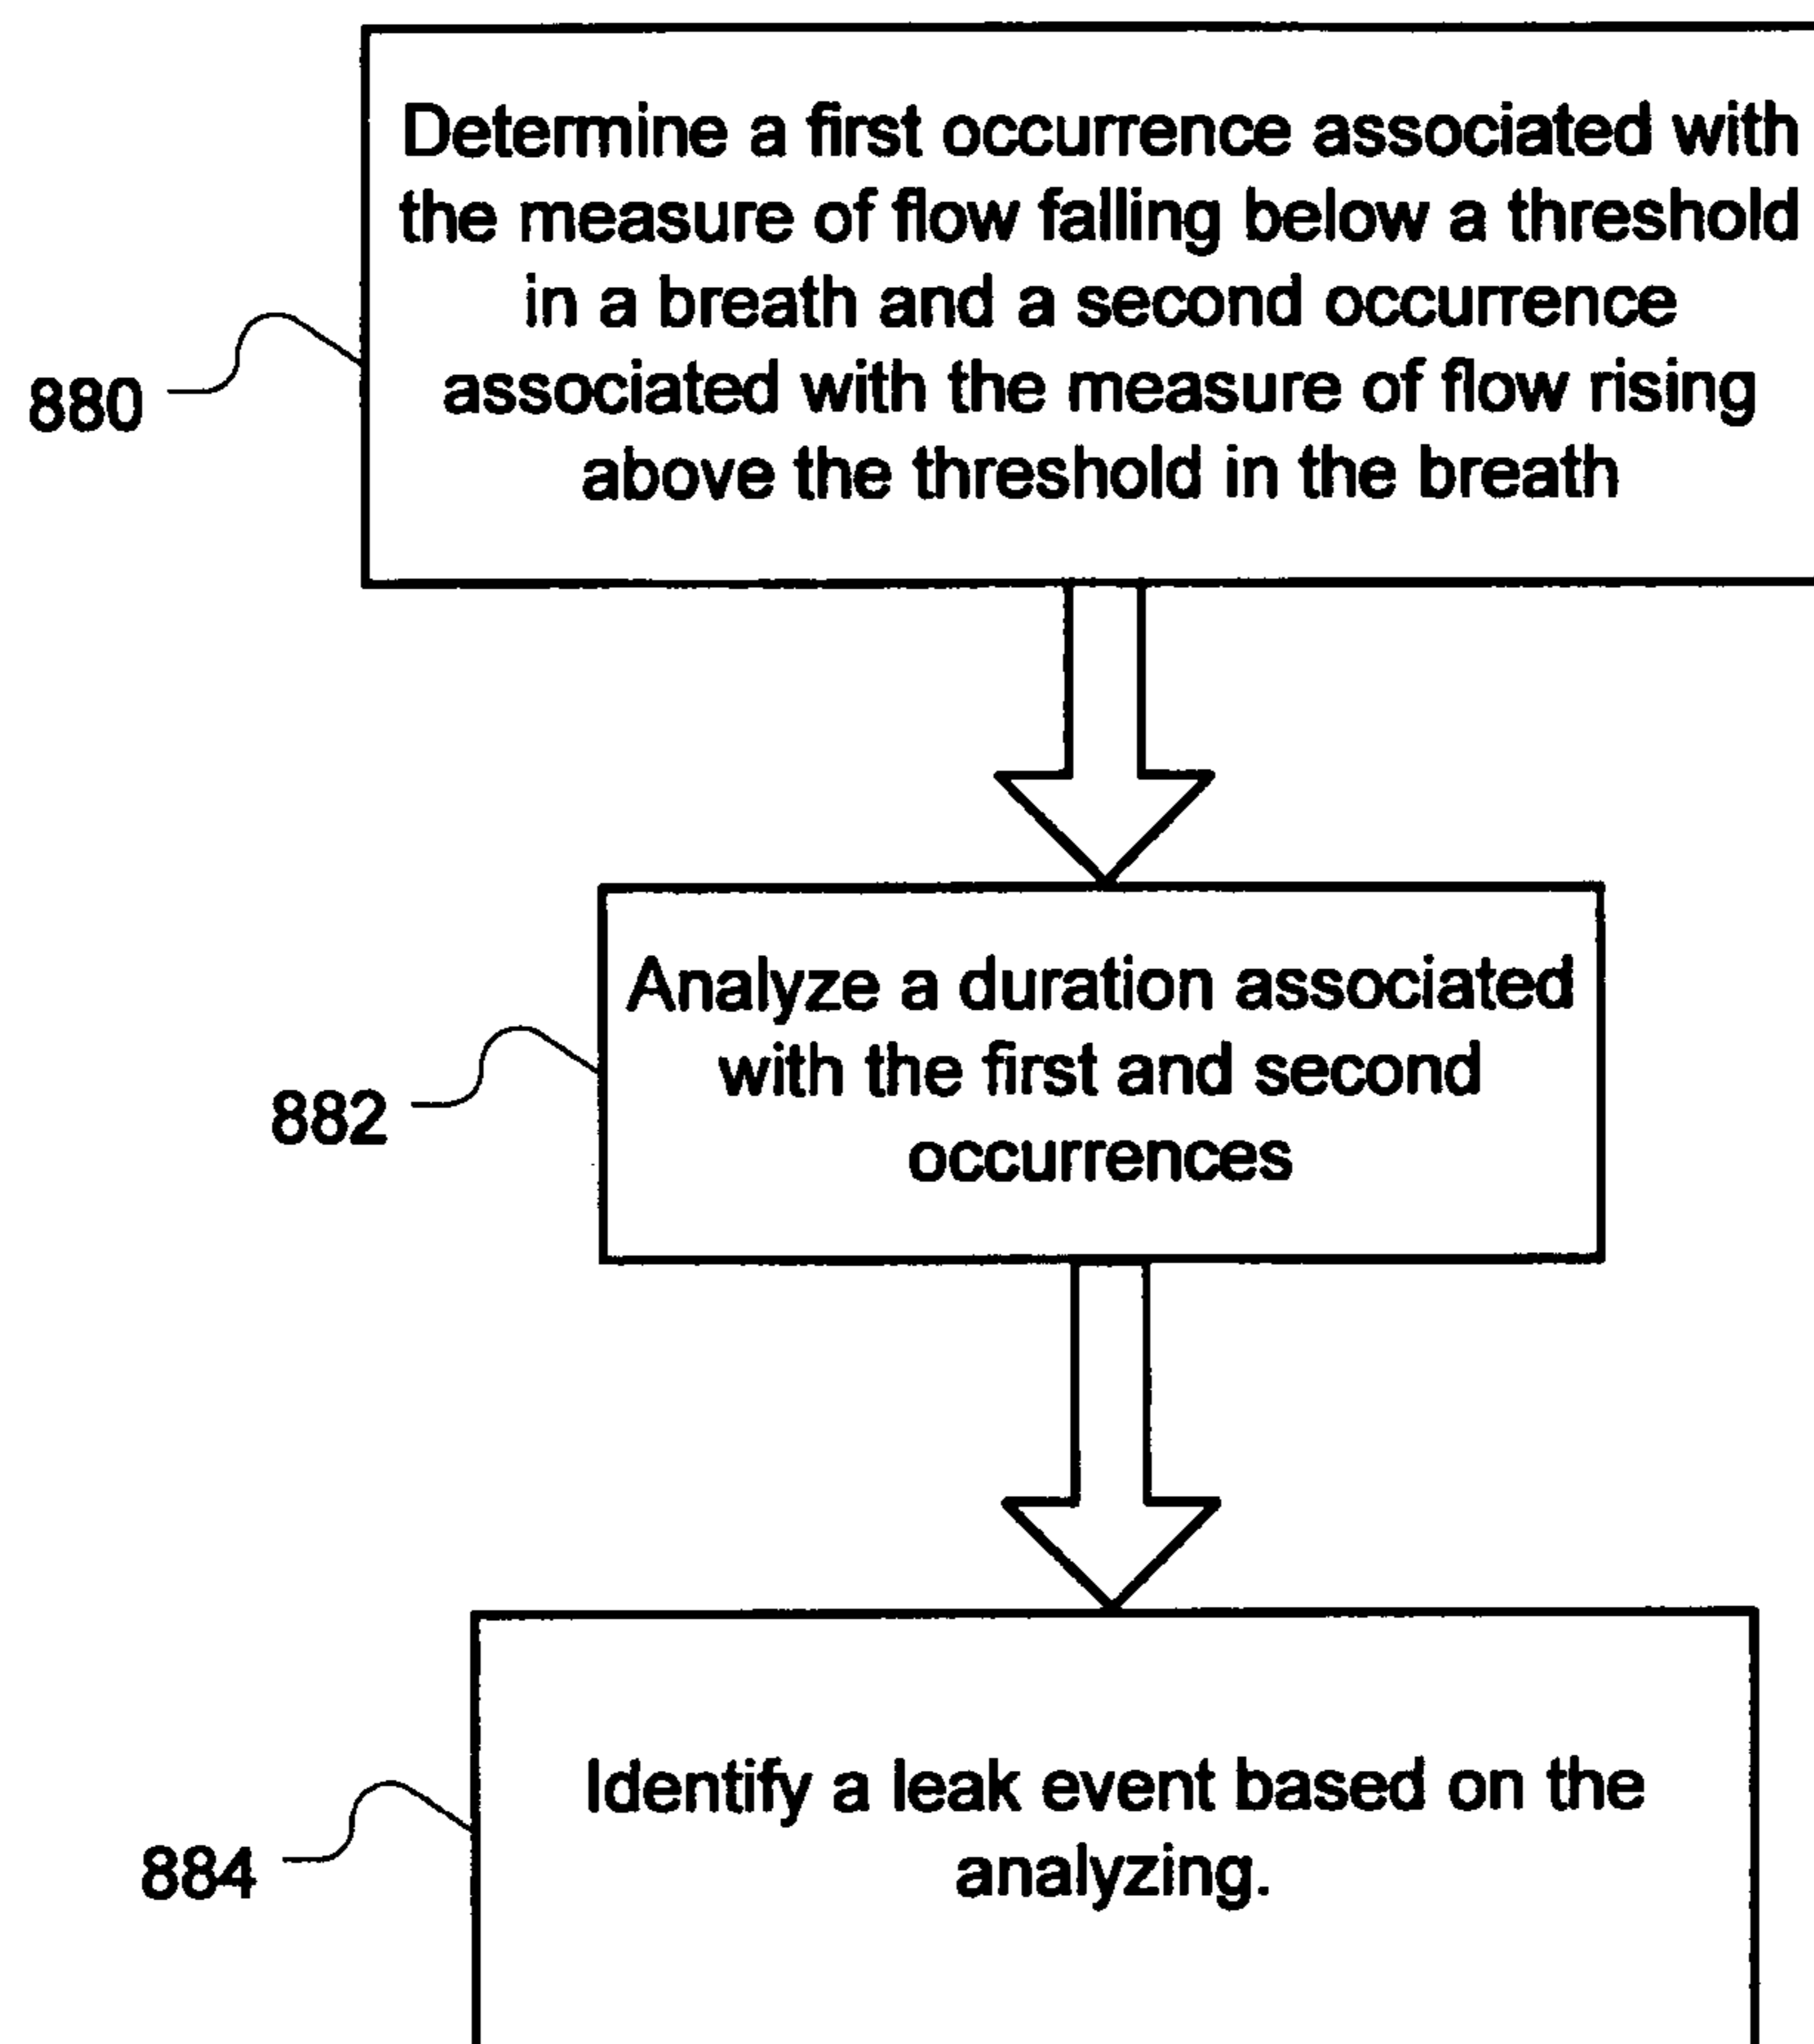 Determine a first occurrence associated with
the measure of flow falling below a threshold
in a breath and a second occurrence
associated with the measure of flow rising
above the threshold in the breath
880
Analyze a duration associated
with the first and second
occurrences
882
Identify a leak event based on the
analyzing.
884